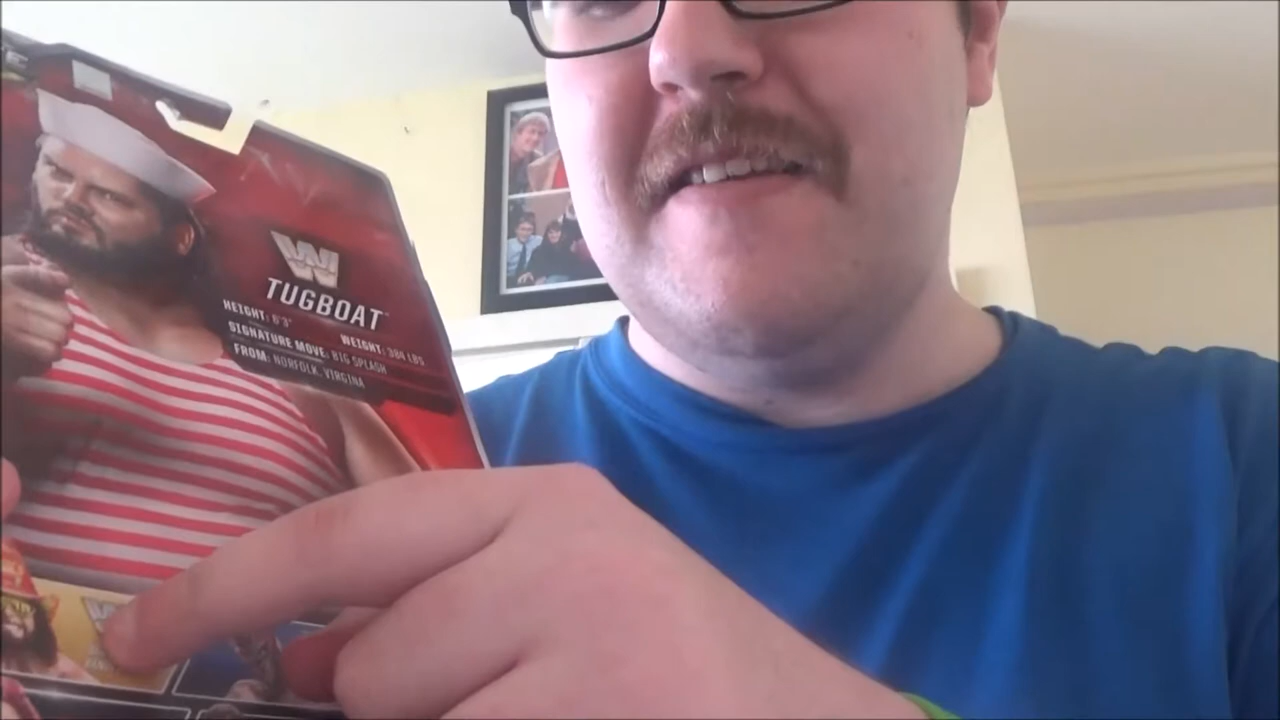 W
TUGBOAT
HEIGHT: 6'3" WEIGHT: 384 LBS
SIGNATURE MOVE: BIG SPLASH
FROM: NORFOLK, VIRGINIA